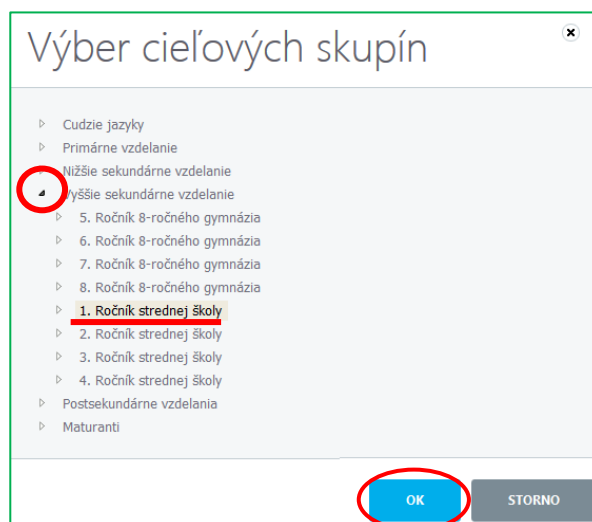 Výber cieľových skupín
Cudzie jazyky
Primárne vzdelanie
Nižšie sekundárne vzdelanie
Vyššie sekundárne vzdelanie
5. Ročník 8-ročného gymnázia
6. Ročník 8-ročného gymnázia
7. Ročník 8-ročného gymnázia
8. Ročník 8-ročného gymnázia
1. Ročník strednej školy
2. Ročník strednej školy
3. Ročník strednej školy
4. Ročník strednej školy
Postsekundárne vzdelania
Maturanti
OK STORNO